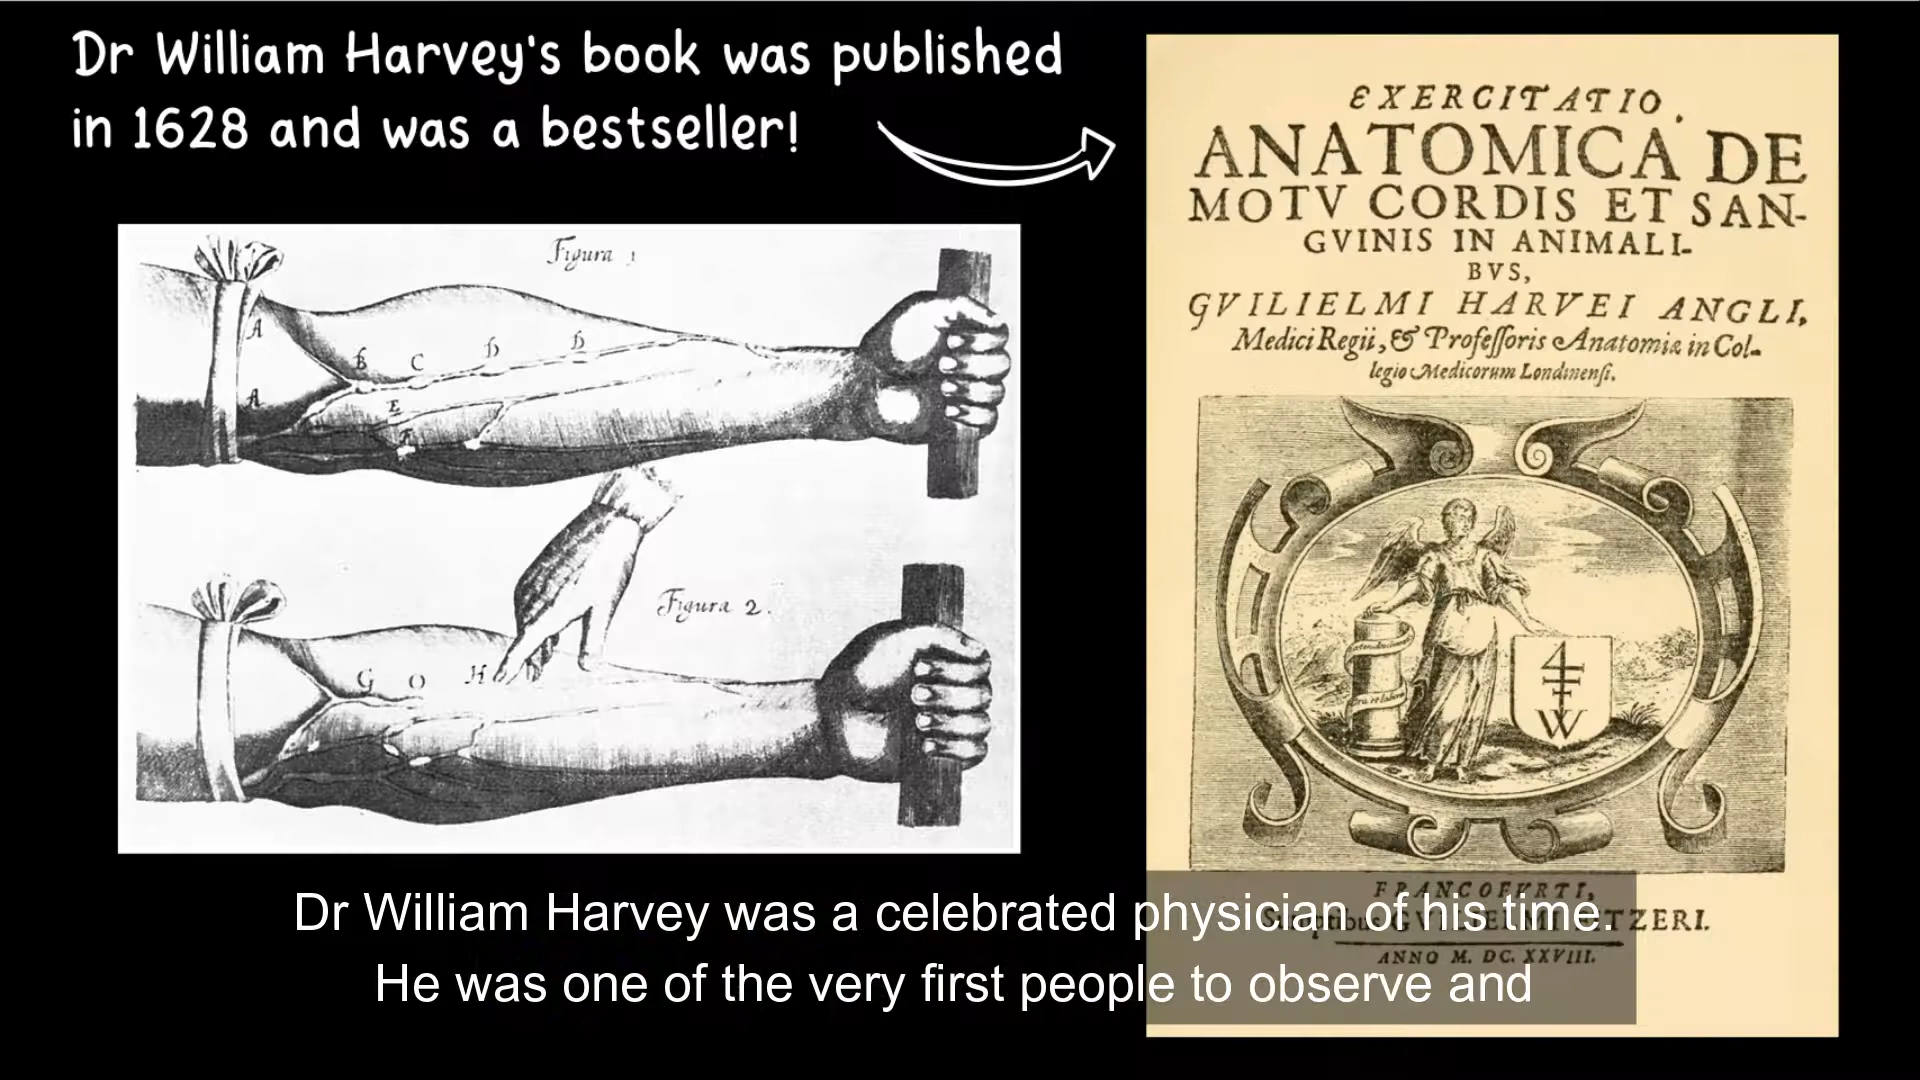 Dr William Harvey's book was published
in 1628 and was a bestseller!
Figura 1
A
B
C
D
D
A
E
F
Figura 2.
G
O
H
EXERCITATIO
ANATOMICA DE
MOTV CORDIS ET SAN-
GVINIS IN ANIMALI-
BVS,
GVILIELMI HARVEI ANGLI,
Medici Regii, & Professoris Anatomiæ in Col-
legio Medicorum Londinensi.
4
W
FRANCOFVRTI,
GVILIELMI FITZERI.
ANNO M. DC. XXVIII.
Dr William Harvey was a celebrated physician of his time.
He was one of the very first people to observe and